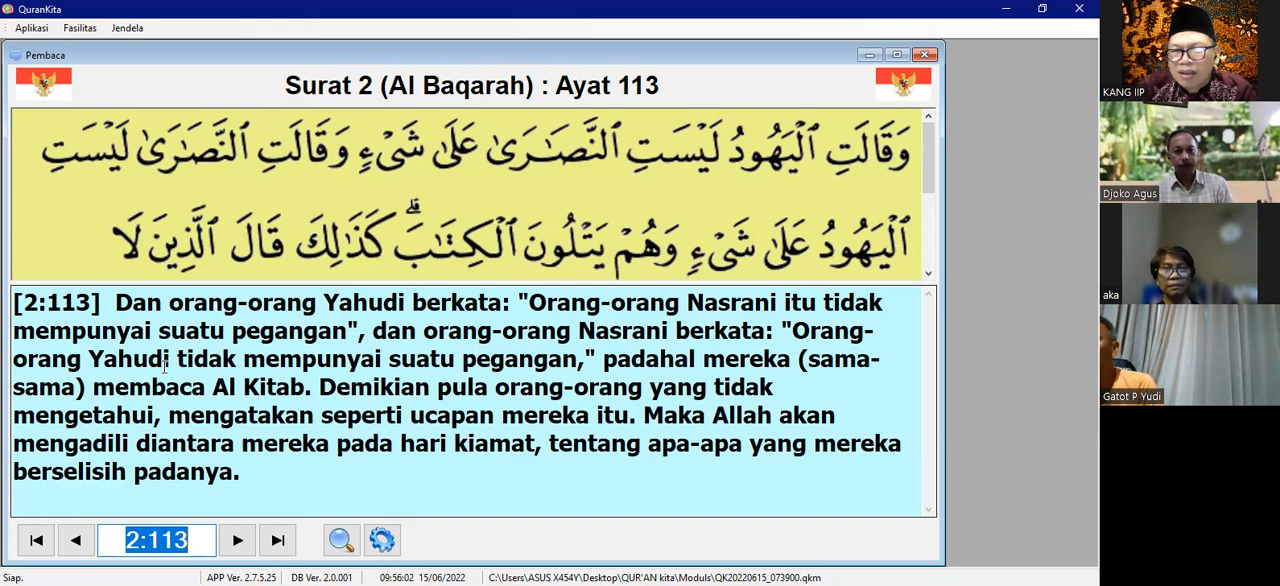 QuranKita
Aplikasi Fasilitas Jendela
Pembaca
Surat 2 (Al Baqarah) : Ayat 113
وَقَالَتِ ٱلْيَهُودُ لَيْسَتِ ٱلنَّصَـٰرَىٰ عَلَىٰ شَىْءٍ وَقَالَتِ ٱلنَّصَـٰرَىٰ لَيْسَتِ
ٱلْيَهُودُ عَلَىٰ شَىْءٍ وَهُمْ يَتْلُونَ ٱلْكِتَـٰبَ ۗ كَذَٰلِكَ قَالَ ٱلَّذِينَ لَا
[2:113] Dan orang-orang Yahudi berkata: "Orang-orang Nasrani itu tidak
mempunyai suatu pegangan", dan orang-orang Nasrani berkata: "Orang-
orang Yahudi tidak mempunyai suatu pegangan," padahal mereka (sama-
sama) membaca Al Kitab. Demikian pula orang-orang yang tidak
mengetahui, mengatakan seperti ucapan mereka itu. Maka Allah akan
mengadili diantara mereka pada hari kiamat, tentang apa-apa yang mereka
berselisih padanya.
2:113
Siap. APP Ver. 2.7.5.25 DB Ver. 2.0.001 09:56:02 15/06/2022 C:\Users\ASUS X454Y\Desktop\QUR'AN kita\Moduls\QK20220615_073900.qkm
KANG IIP
Djoko Agus
aka
Gatot P Yudi